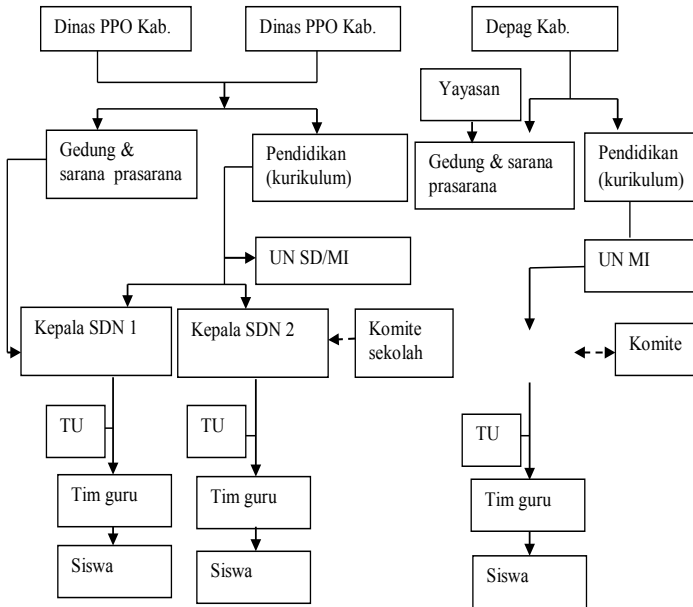 Dinas PPO Kab.
Dinas PPO Kab.
Depag Kab.
Yayasan
Gedung &
sarana prasarana
Pendidikan
(kurikulum)
Gedung & sarana
prasarana
Pendidikan
(kurikulum)
UN SD/MI
UN MI
Kepala SDN 1
Kepala SDN 2
Komite
sekolah
Komite
TU
TU
TU
Tim guru
Tim guru
Tim guru
Siswa
Siswa
Siswa